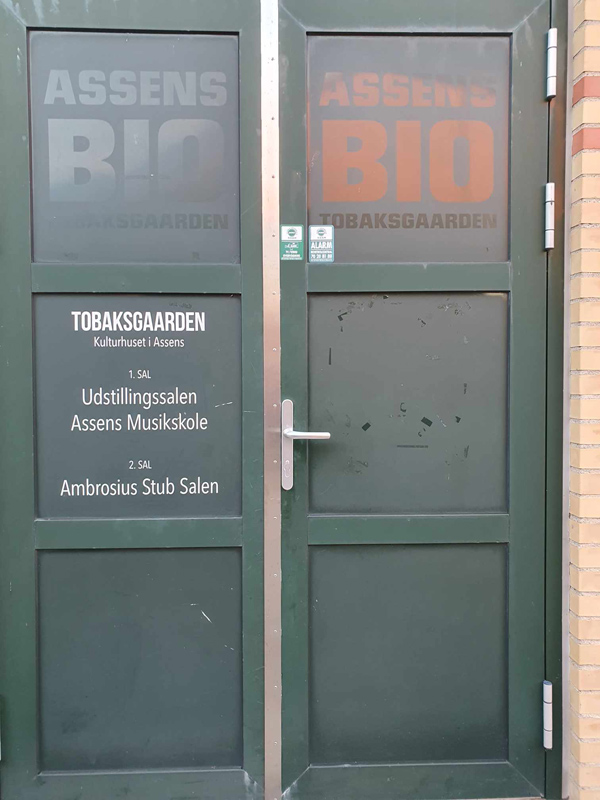 ASSENS
BIO
TOBAKSGAARDEN
ASSENS
BIO
TOBAKSGAARDEN
ALARM
TOBAKSGAARDEN
Kulturhuset i Assens
1. SAL
Udstillingssalen
Assens Musikskole
2. SAL
Ambrosius Stub Salen